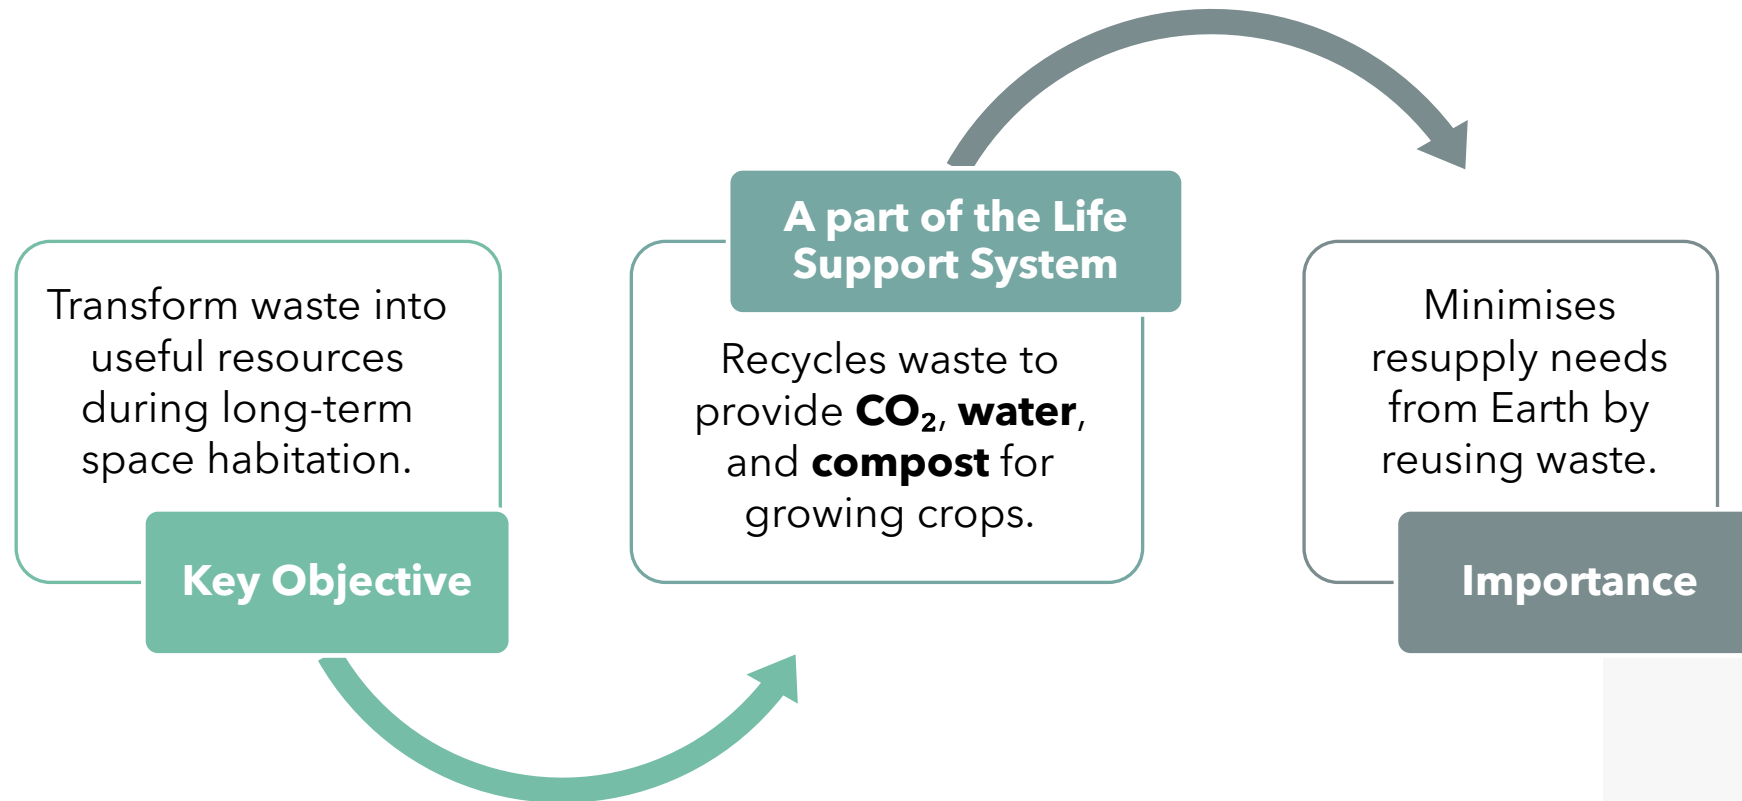 Transform waste into
useful resources
during long-term
space habitation.
Key Objective
A part of the Life
Support System
Recycles waste to
provide CO₂, water,
and compost for
growing crops.
Minimises
resupply needs
from Earth by
reusing waste.
Importance